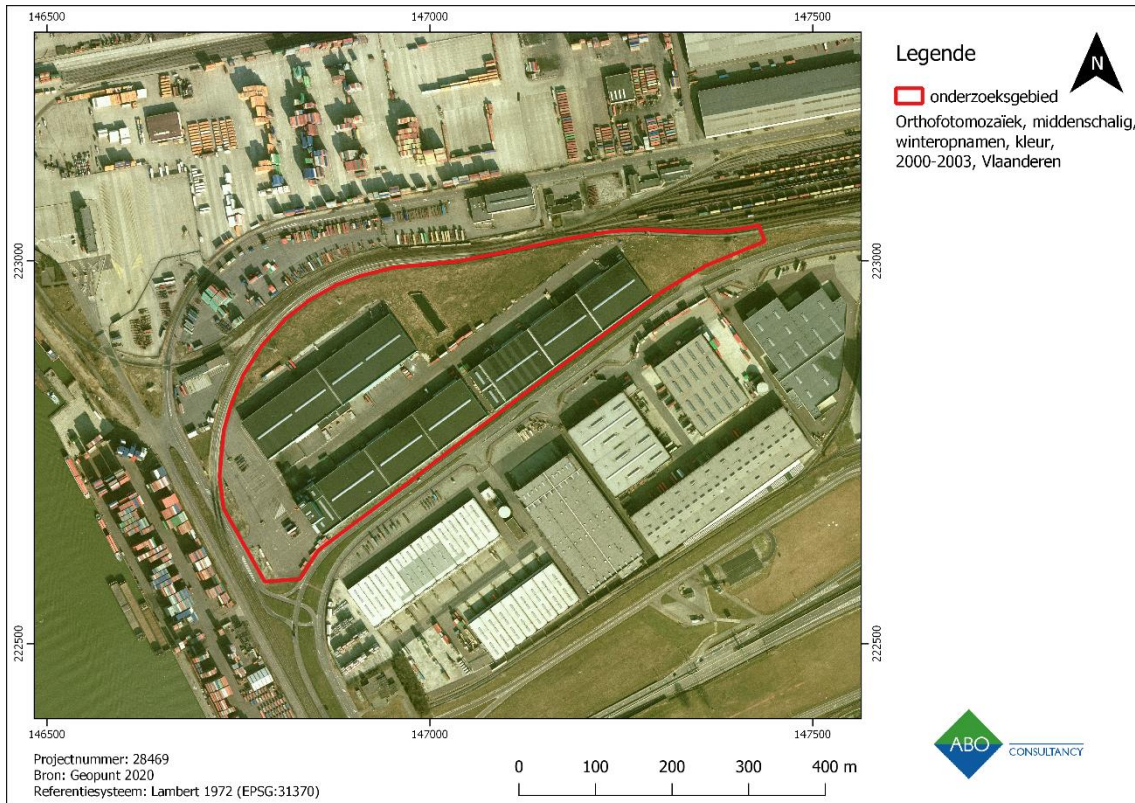 146500
147000
147500
Legende
N
onderzoeksgebied
Orthofotomozaïek, middenschalig,
winteropnamen, kleur,
2000-2003, Vlaanderen
223000
223000
222500
222500
146500
147000
147500
Projectnummer: 28469
Bron: Geopunt 2020
Referentiesysteem: Lambert 1972 (EPSG:31370)
0 100 200 300 400 m
ABO CONSULTANCY